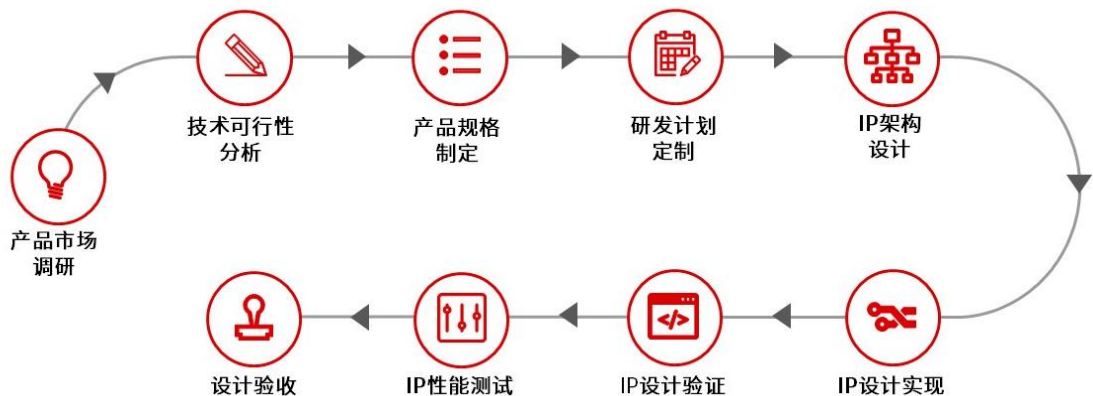 产品市场
调研
技术可行性
分析
产品规格
制定
研发计划
定制
IP架构
设计
IP设计实现
</>
IP设计验证
IP性能测试
设计验收